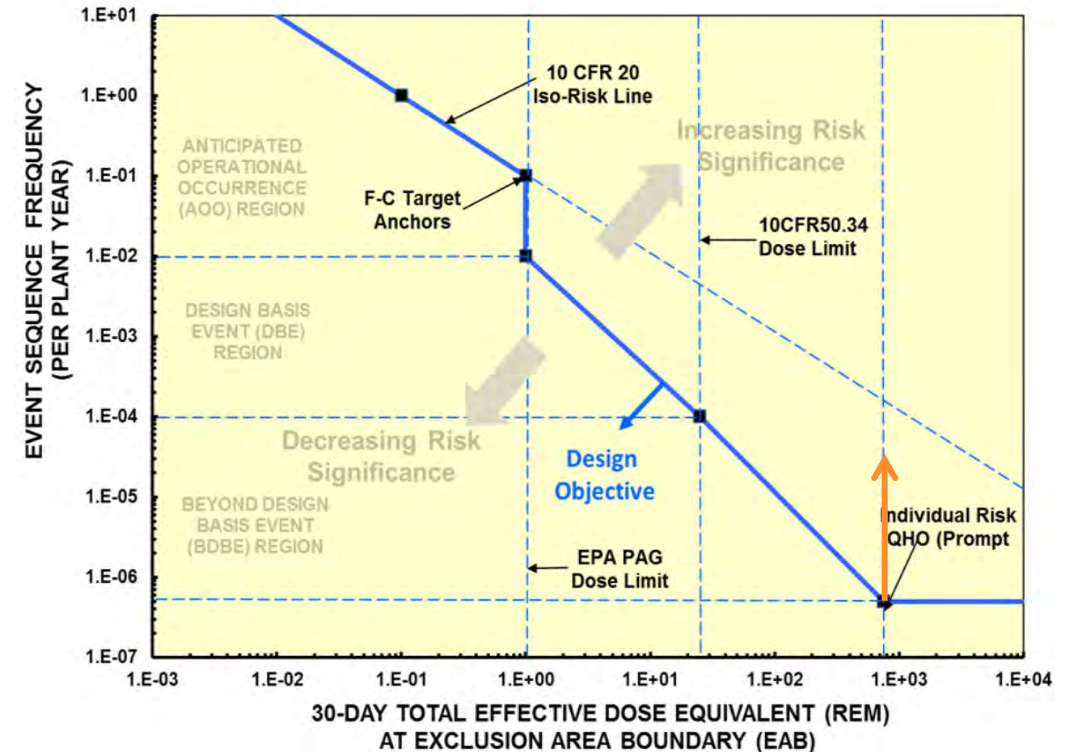 EVENT SEQUENCE FREQUENCY
(PER PLANT YEAR)
1.E+01
1.E+00
1.E-01
1.E-02
1.E-03
1.E-04
1.E-05
1.E-06
1.E-07
10 CFR 20
Iso-Risk Line
Increasing Risk
Significance
ANTICIPATED
OPERATIONAL
OCCURRENCE
(AOO) REGION
F-C Target
Anchors
10CFR50.34
Dose Limit
DESIGN BASIS
EVENT (DBE)
REGION
Decreasing Risk
Significance
Design
Objective
BEYOND DESIGN
BASIS EVENT
(BDBE) REGION
Individual Risk
QHO (Prompt
EPA PAG
Dose Limit
1.E-03
1.E-02
1.E-01
1.E+00
1.E+01
1.E+02
1.E+03
1.E+04
30-DAY TOTAL EFFECTIVE DOSE EQUIVALENT (REM)
AT EXCLUSION AREA BOUNDARY (EAB)